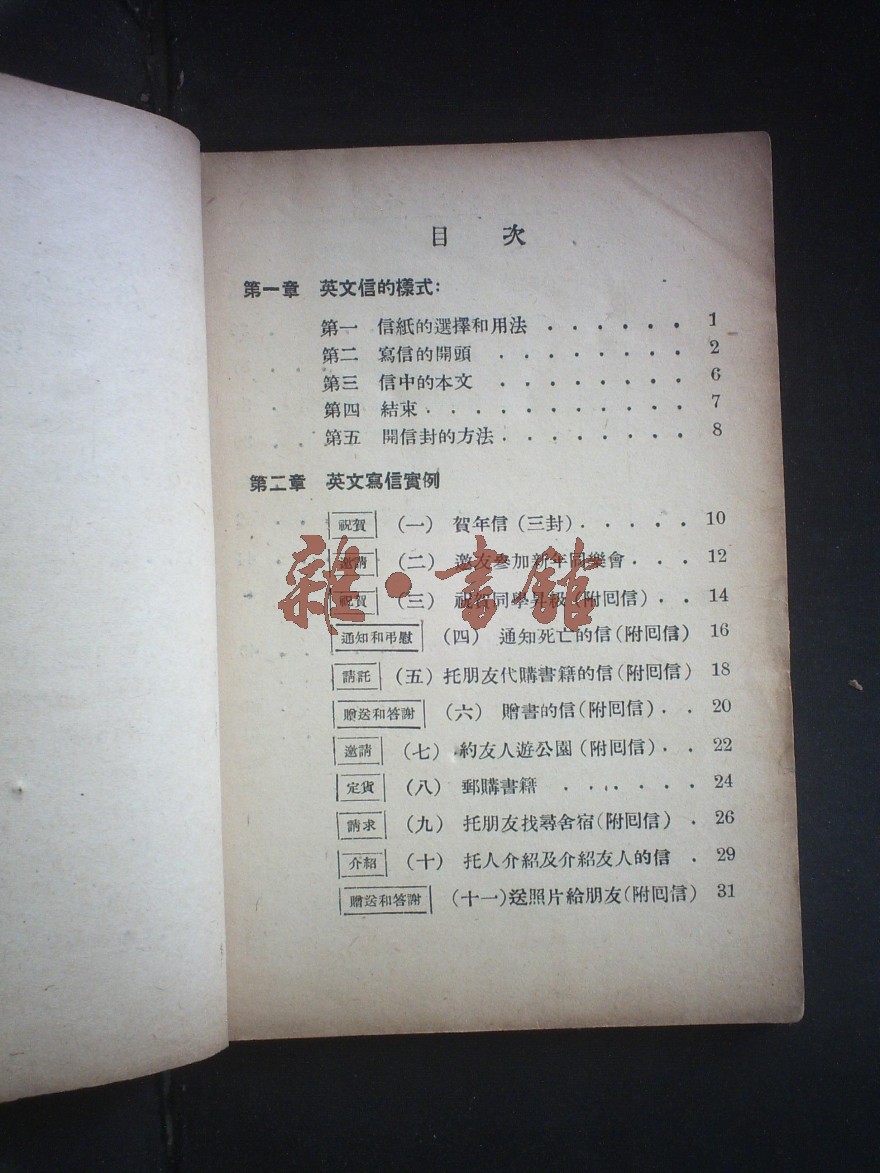 目 次
第一章 英文信的樣式：
第一 信紙的選擇和用法 . . . . . . 1
第二 寫信的開頭 . . . . . . . . 2
第三 信中的本文 . . . . . . . . 6
第四 結束 . . . . . . . . . . . 7
第五 開信封的方法 . . . . . . . 8
第二章 英文寫信實例
祝賀 (一) 賀年信（三封）. . . . . 10
邀請 (二) 邀友參加新年同樂會 . . . 12
祝賀 (三) 祝賀同學昇級（附囘信）. . 14
通知和弔慰 (四) 通知死亡的信（附囘信） 16
請託 (五) 托朋友代購書籍的信（附囘信） 18
贈送和答謝 (六) 贈書的信（附囘信）. . 20
邀請 (七) 約友人遊公園（附囘信）. . 22
定貨 (八) 郵購書籍 . . . . . . 24
請求 (九) 托朋友找尋舍宿（附囘信） . 26
介紹 (十) 托人介紹及介紹友人的信 . 29
贈送和答謝 (十一) 送照片給朋友（附囘信） 31
雜·書館